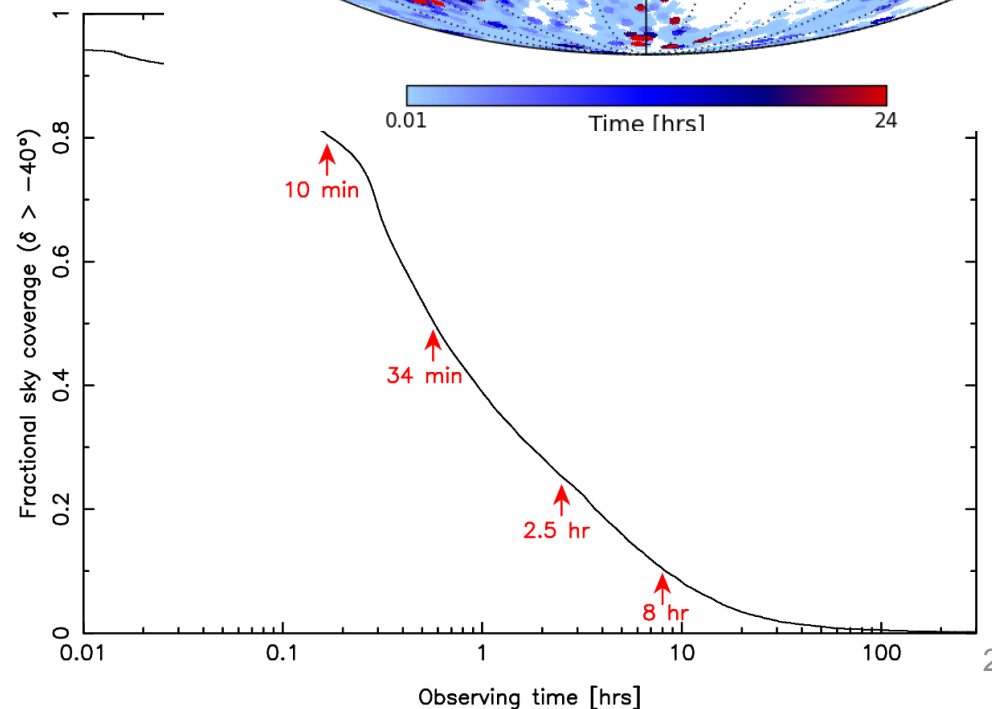 1
0.01
24
Time [hrs]
0.8
10 min
0.6
34 min
0.4
0.2
2.5 hr
8 hr
0
0.01
0.1
1
10
100
2
Fractional sky coverage (δ > −40°)
Observing time [hrs]